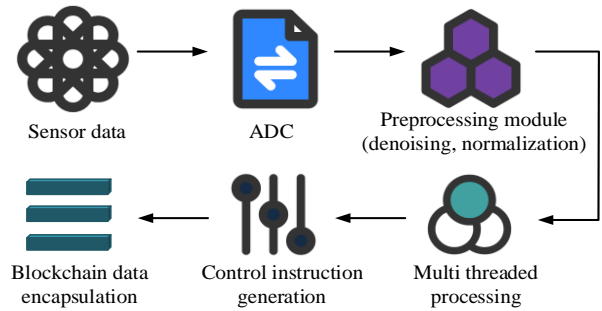 Sensor data
ADC
Preprocessing module
(denoising, normalization)
Blockchain data
encapsulation
Control instruction
generation
Multi threaded
processing